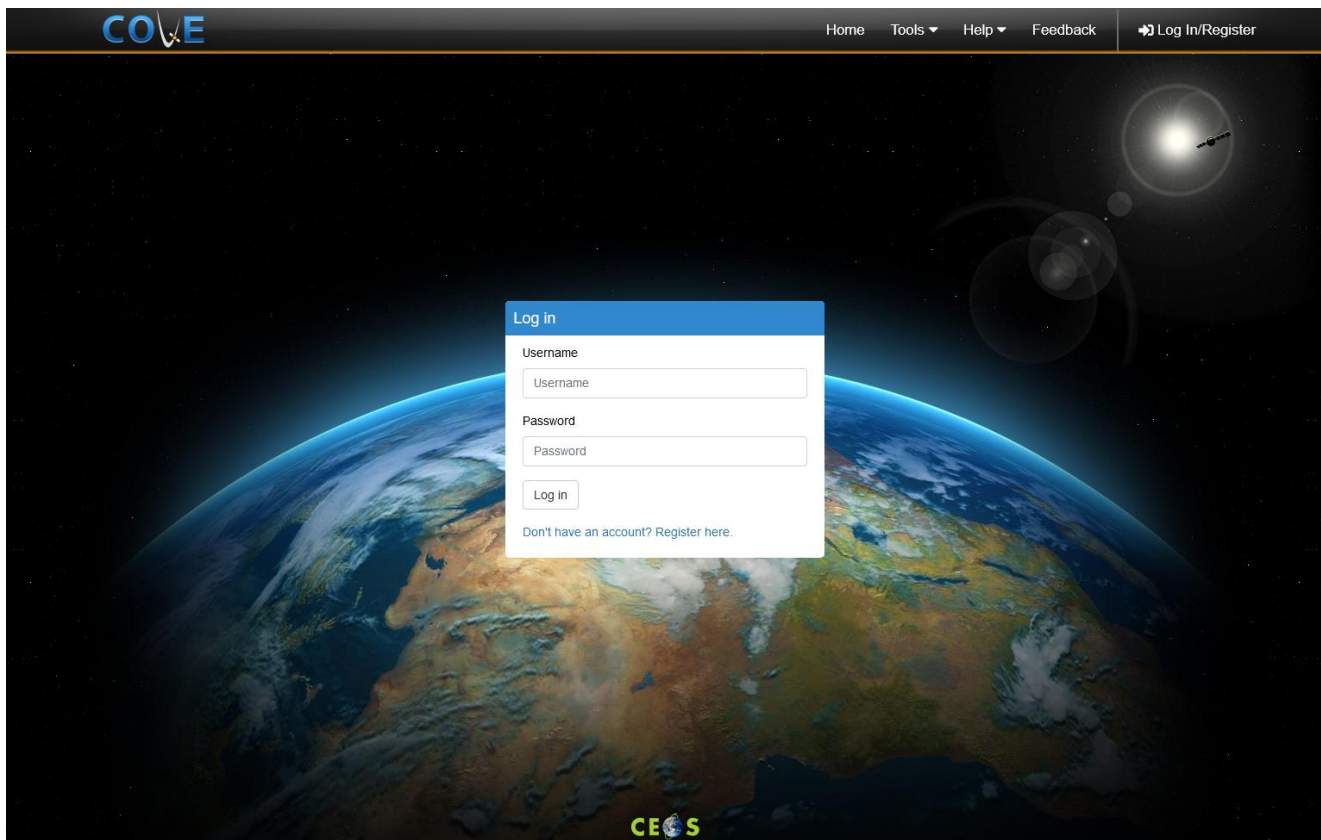 COVE
Home Tools Help Feedback Log In/Register
Log in
Username
Username
Password
Password
Log in
Don't have an account? Register here.
CEOS